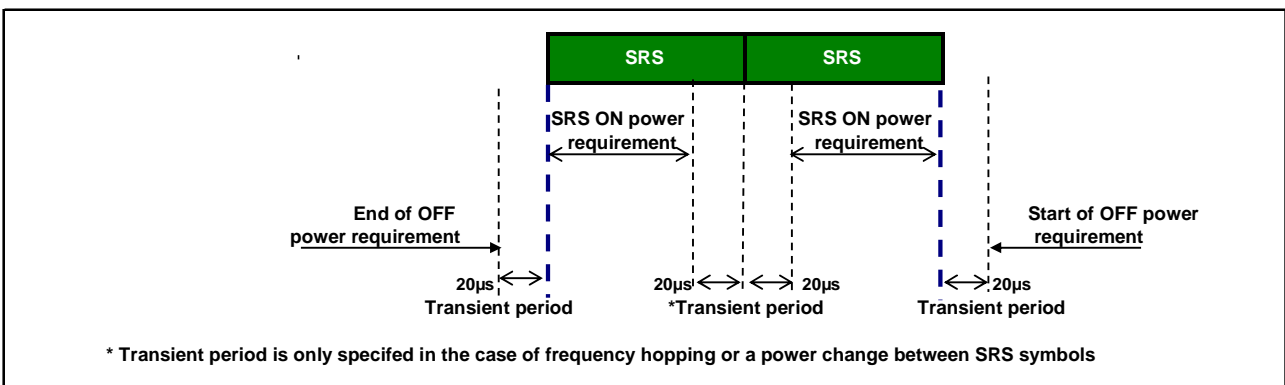 SRS SRS
SRS ON power
requirement
SRS ON power
requirement
End of OFF
power requirement
Start of OFF power
requirement
20µs
Transient period
20µs 20µs
*Transient period
20µs
Transient period
* Transient period is only specifed in the case of frequency hopping or a power change between SRS symbols